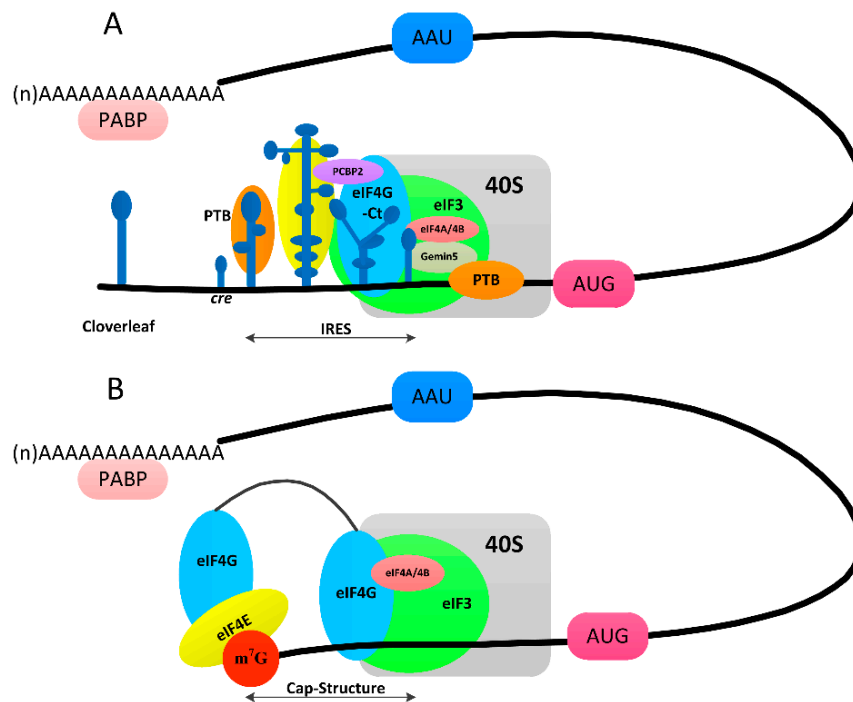 A
AAU
(n)AAAAAAAAAAAAAA
PABP
PCBP2
40S
eIF4G
-Ct
eIF3
PTB
eIF4A/4B
Gemin5
PTB
cre
AUG
Cloverleaf
IRES
B
AAU
(n)AAAAAAAAAAAAAA
PABP
40S
eIF4G
eIF4A/4B
eIF4G
eIF3
eIF4E
m⁷G
AUG
Cap-Structure